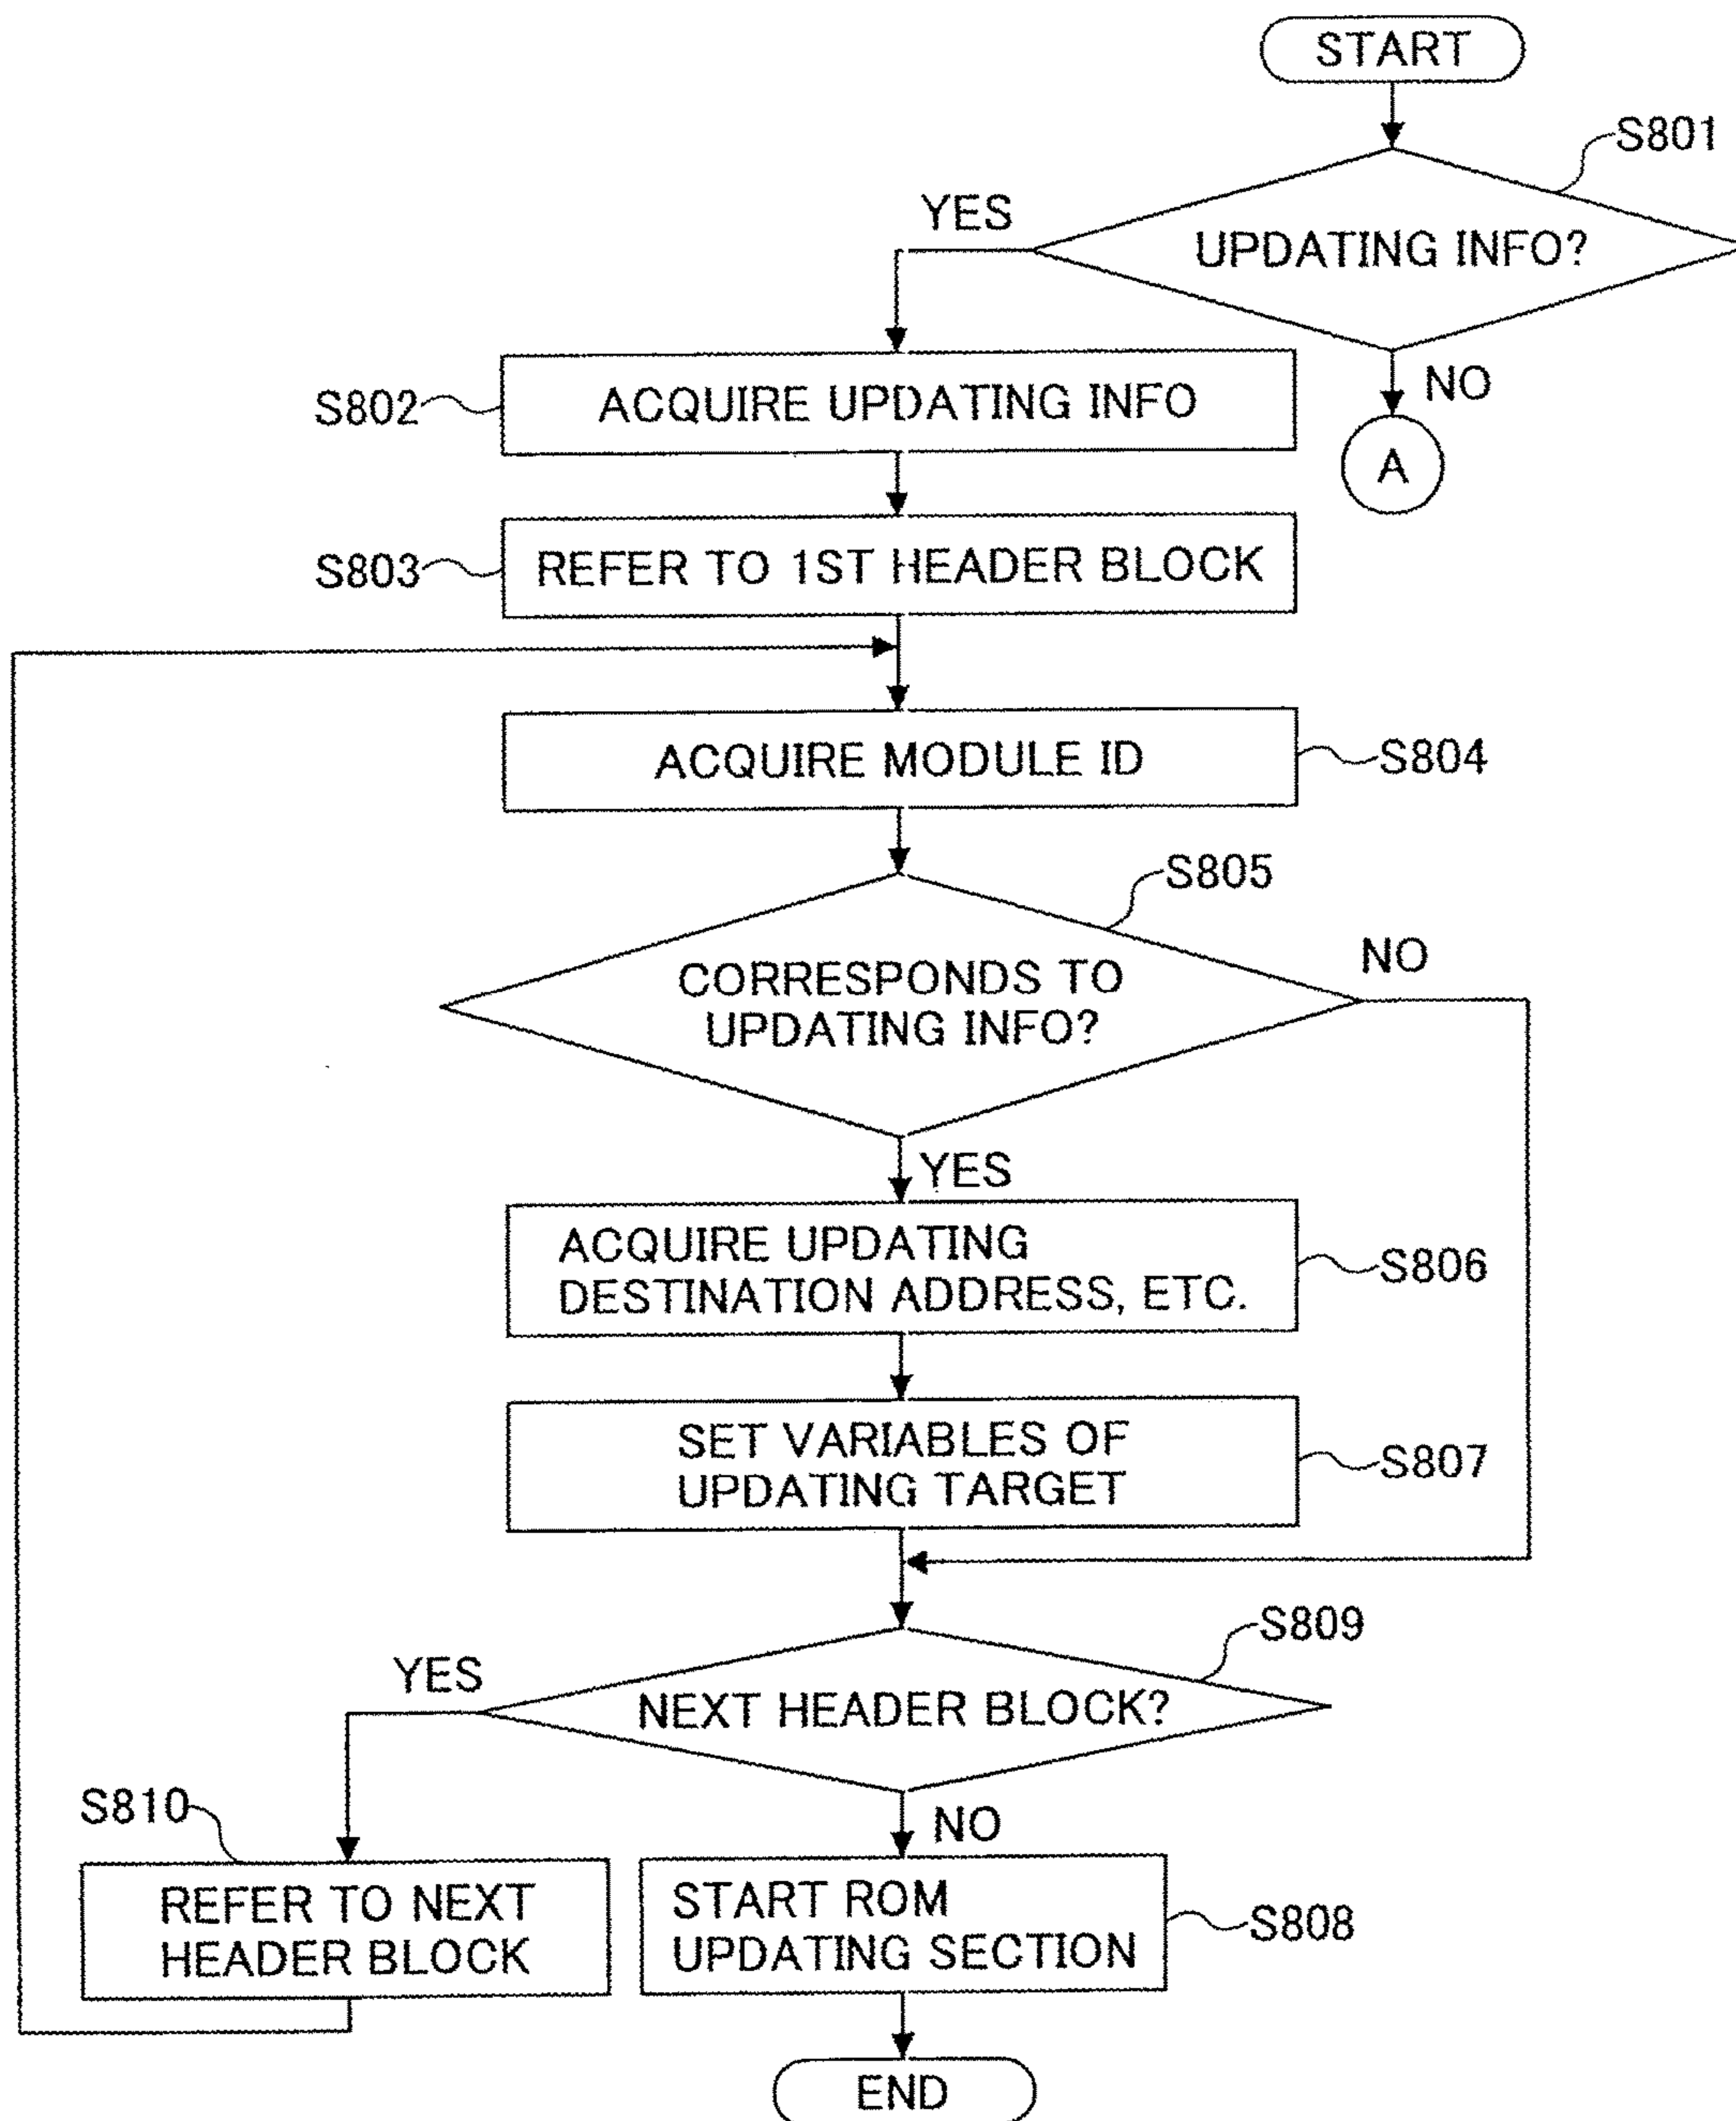 START
S801
YES
UPDATING INFO?
S802
ACQUIRE UPDATING INFO
NO
A
S803
REFER TO 1ST HEADER BLOCK
ACQUIRE MODULE ID
S804
S805
NO
CORRESPONDS TO
UPDATING INFO?
YES
ACQUIRE UPDATING
DESTINATION ADDRESS, ETC.
S806
SET VARIABLES OF
UPDATING TARGET
S807
S809
YES
NEXT HEADER BLOCK?
S810
NO
REFER TO NEXT
HEADER BLOCK
START ROM
UPDATING SECTION
S808
END